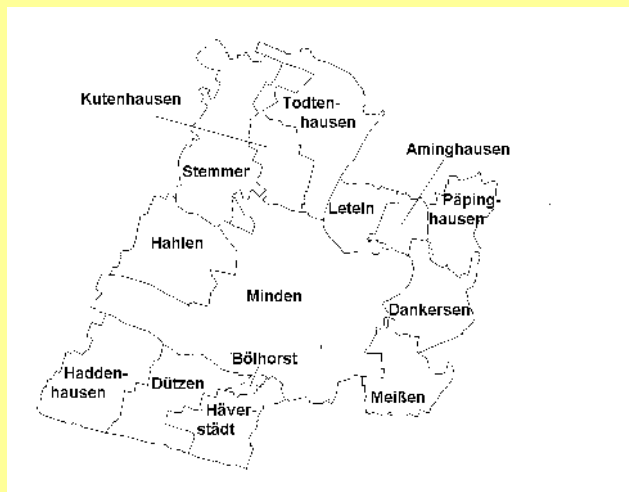 Kutenhausen
Todten-
hausen
Aminghausen
Stemmer
Leteln
Päping-
hausen
Hahlen
Minden
Dankersen
Bölhorst
Hadden-
hausen
Dützen
Meißen
Häver-
städt